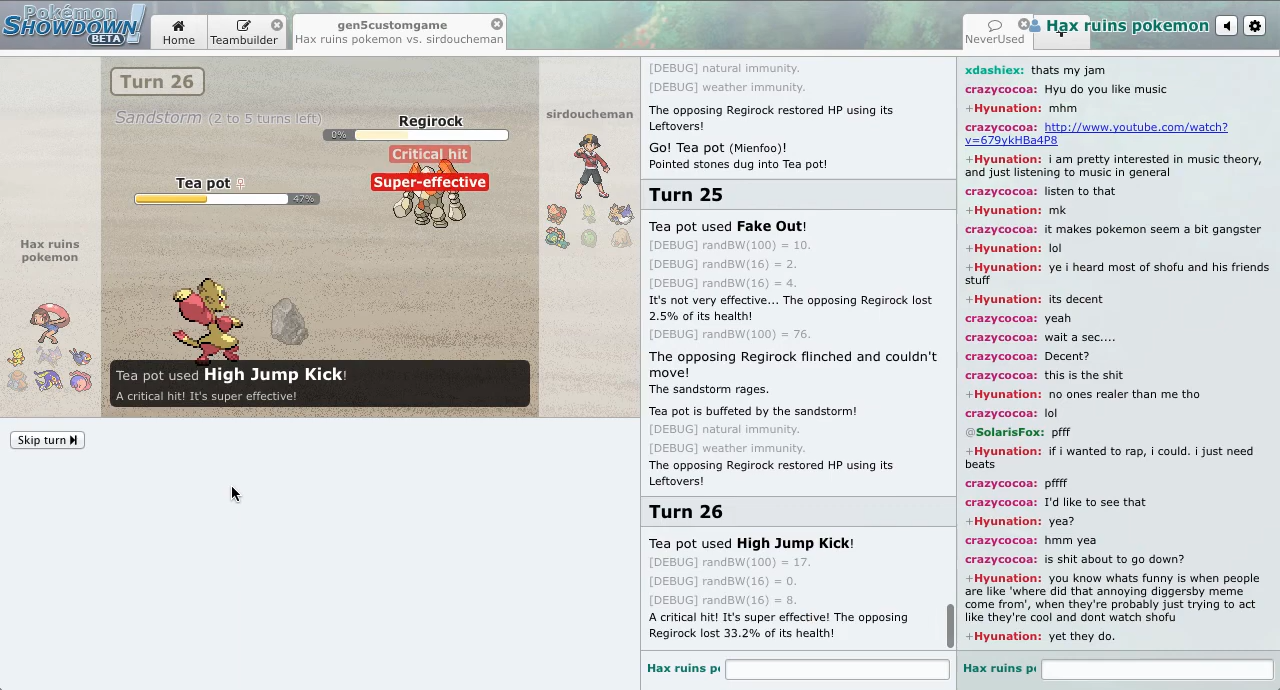 Pokémon
SHOWDOWN!
BETA
Home
Teambuilder
gen5customgame
Hax ruins pokemon vs. sirdoucheman
NeverUsed
Hax ruins pokemon
Turn 26
Sandstorm (2 to 5 turns left)
Regirock
0%
Critical hit
Super-effective
Tea pot ♀
47%
Hax ruins
pokemon
sirdoucheman
Tea pot used High Jump Kick!
A critical hit! It's super effective!
Skip turn
[DEBUG] natural immunity.
[DEBUG] weather immunity.
The opposing Regirock restored HP using its
Leftovers!
Go! Tea pot (Mienfoo)!
Pointed stones dug into Tea pot!
Turn 25
Tea pot used Fake Out!
[DEBUG] randBW(100) = 10.
[DEBUG] randBW(16) = 2.
[DEBUG] randBW(16) = 4.
It's not very effective... The opposing Regirock lost
2.5% of its health!
[DEBUG] randBW(100) = 76.
The opposing Regirock flinched and couldn't
move!
The sandstorm rages.
Tea pot is buffeted by the sandstorm!
[DEBUG] natural immunity.
[DEBUG] weather immunity.
The opposing Regirock restored HP using its
Leftovers!
Turn 26
Tea pot used High Jump Kick!
[DEBUG] randBW(100) = 17.
[DEBUG] randBW(16) = 0.
[DEBUG] randBW(16) = 8.
A critical hit! It's super effective! The opposing
Regirock lost 33.2% of its health!
Hax ruins p
xdashiex: thats my jam
crazycocoa: Hyu do you like music
+Hyunation: mhm
crazycocoa: http://www.youtube.com/watch?
v=679ykHBa4P8
+Hyunation: i am pretty interested in music theory,
and just listening to music in general
crazycocoa: listen to that
+Hyunation: mk
crazycocoa: it makes pokemon seem a bit gangster
+Hyunation: lol
+Hyunation: ye i heard most of shofu and his friends
stuff
+Hyunation: its decent
crazycocoa: yeah
crazycocoa: wait a sec....
crazycocoa: Decent?
crazycocoa: this is the shit
+Hyunation: no ones realer than me tho
crazycocoa: lol
@SolarisFox: pfff
+Hyunation: if i wanted to rap, i could. i just need
beats
crazycocoa: pffff
crazycocoa: I'd like to see that
+Hyunation: yea?
crazycocoa: hmm yea
crazycocoa: is shit about to go down?
+Hyunation: you know whats funny is when people
are like 'where did that annoying diggersby meme
come from', when they're probably just trying to act
like they're cool and dont watch shofu
+Hyunation: yet they do.
Hax ruins p